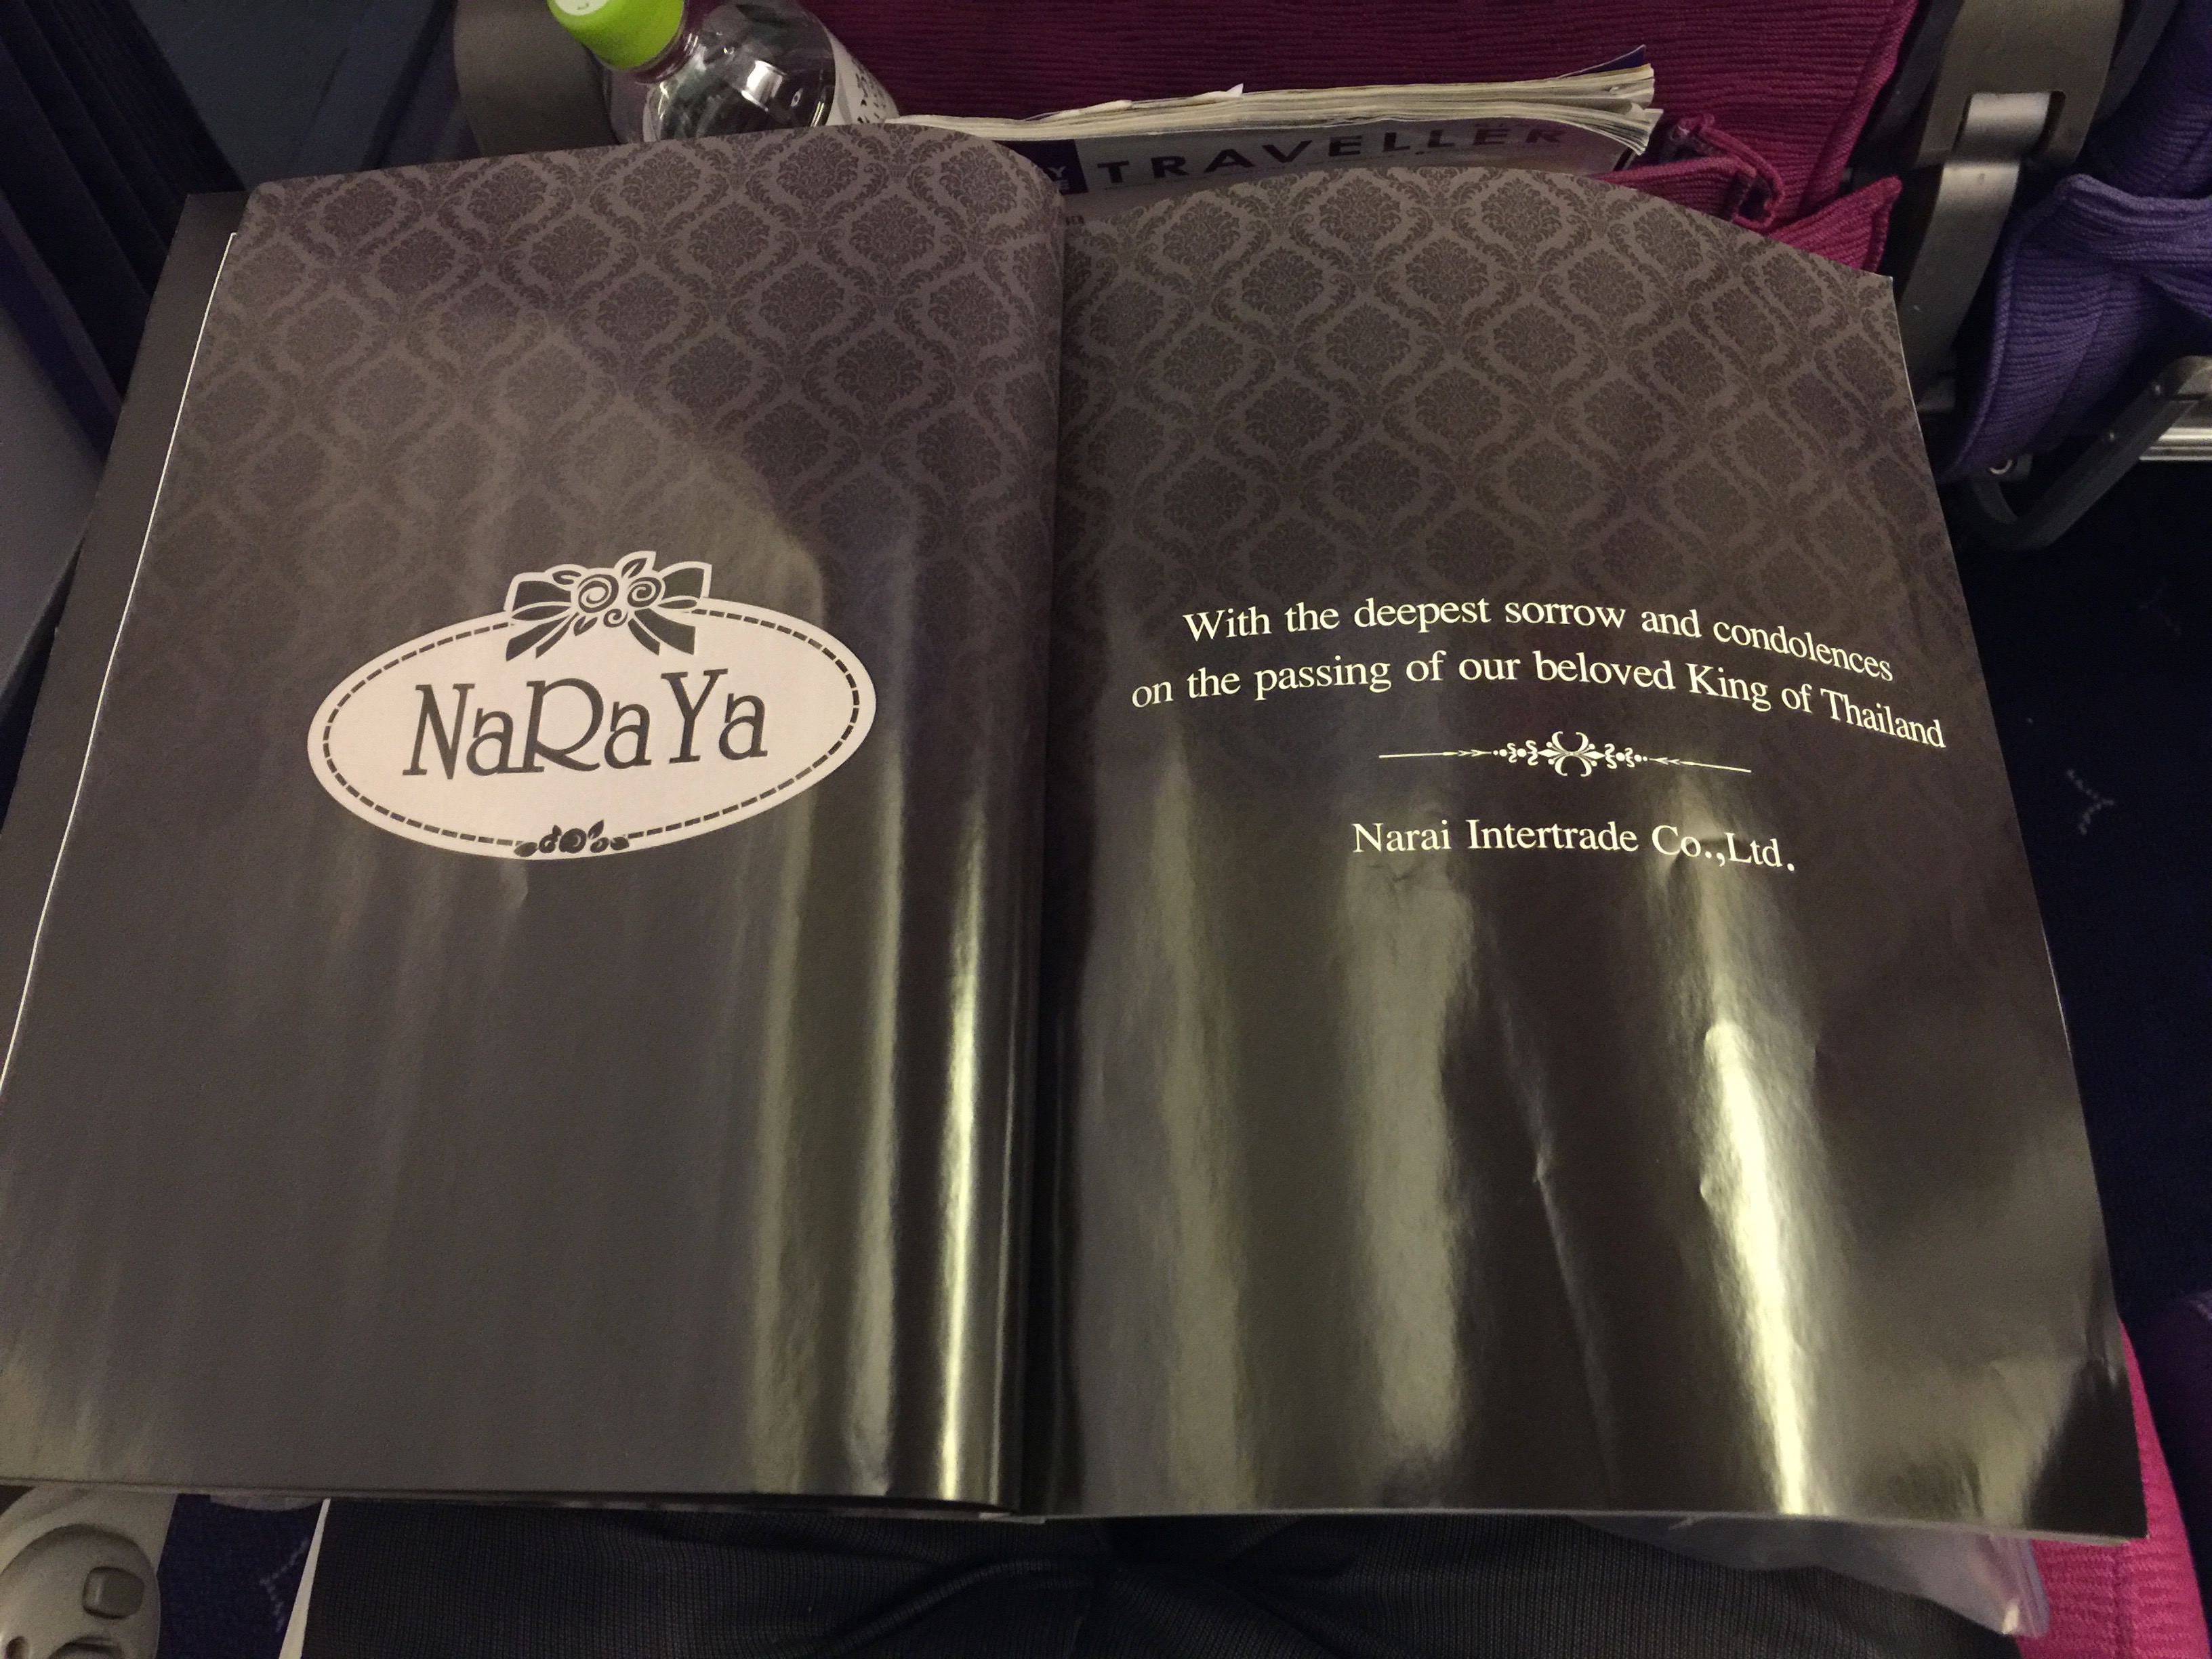 TRAVELLER
NaRaYa
With the deepest sorrow and condolences
on the passing of our beloved King of Thailand
Narai Intertrade Co.,Ltd.